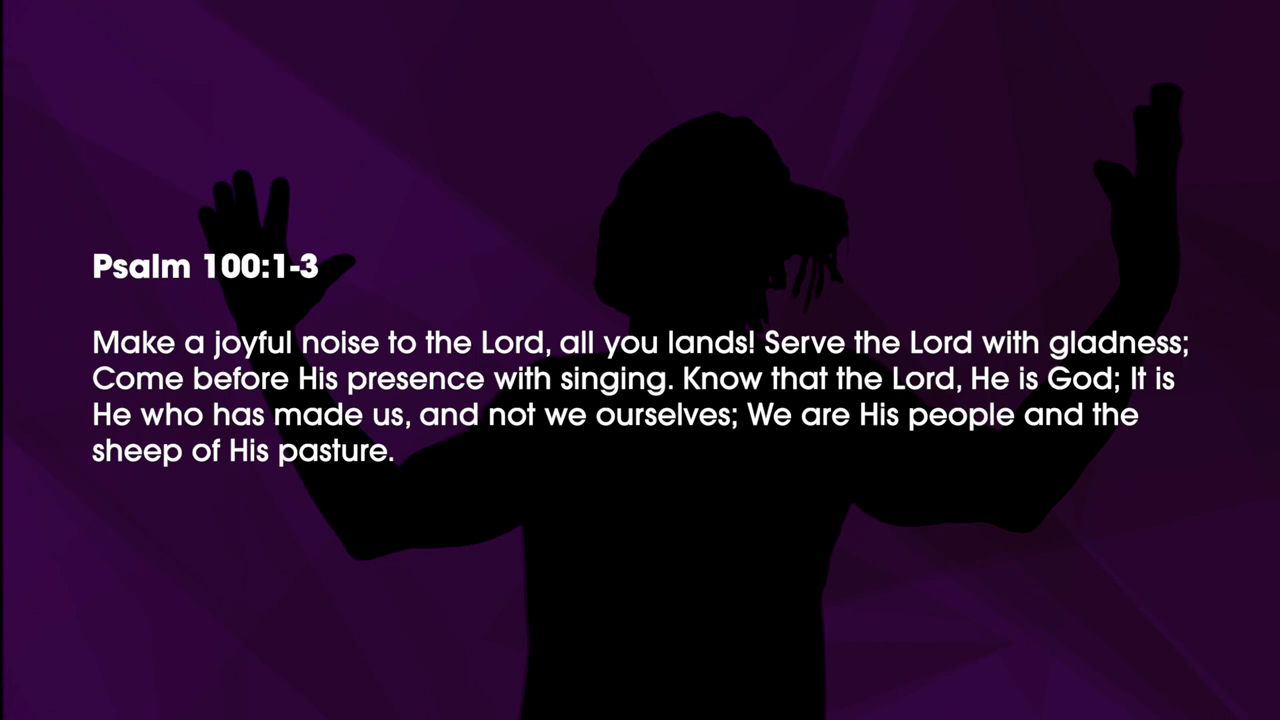 Psalm 100:1-3
Make a joyful noise to the Lord, all you lands! Serve the Lord with gladness;
Come before His presence with singing. Know that the Lord, He is God; It is
He who has made us, and not we ourselves; We are His people and the
sheep of His pasture.